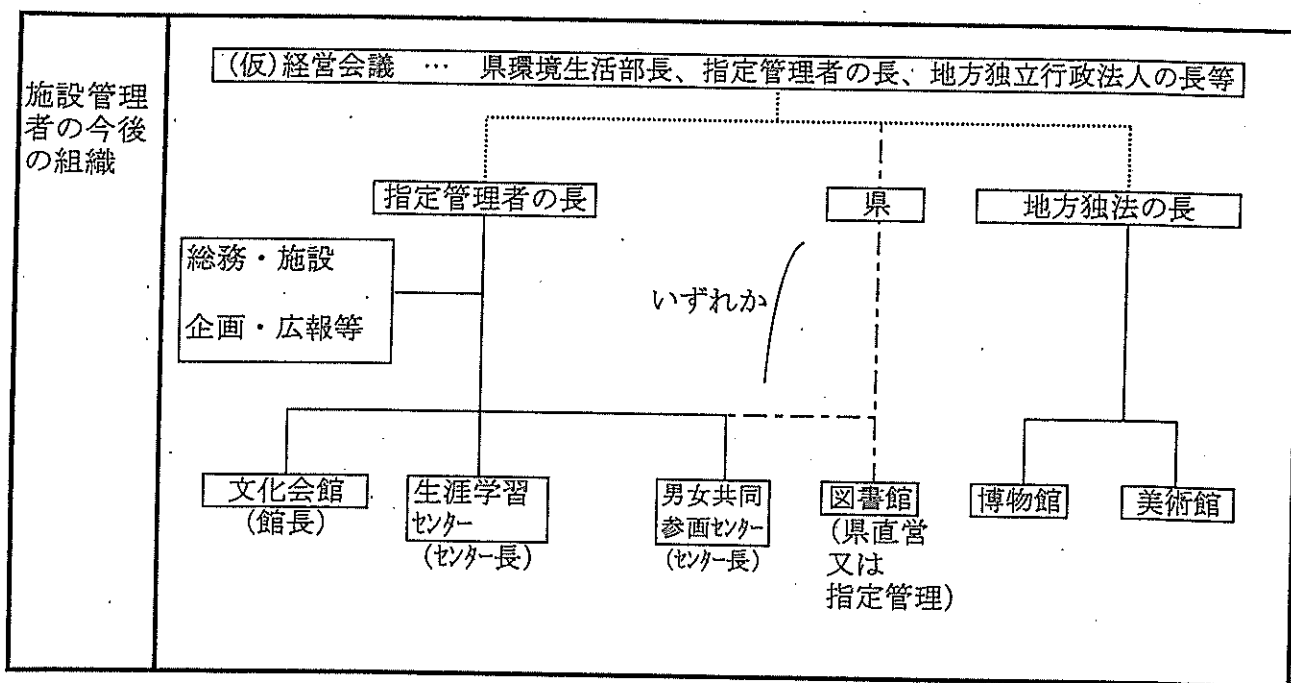 施設管理
者の今後
の組織
(仮)経営会議 … 県環境生活部長、指定管理者の長、地方独立行政法人の長等
指定管理者の長
県
地方独法の長
総務・施設
企画・広報等
いずれか
文化会館
(館長)
生涯学習
センター
(センター長)
男女共同
参画センター
(センター長)
図書館
(県直営
又は
指定管理)
博物館
美術館